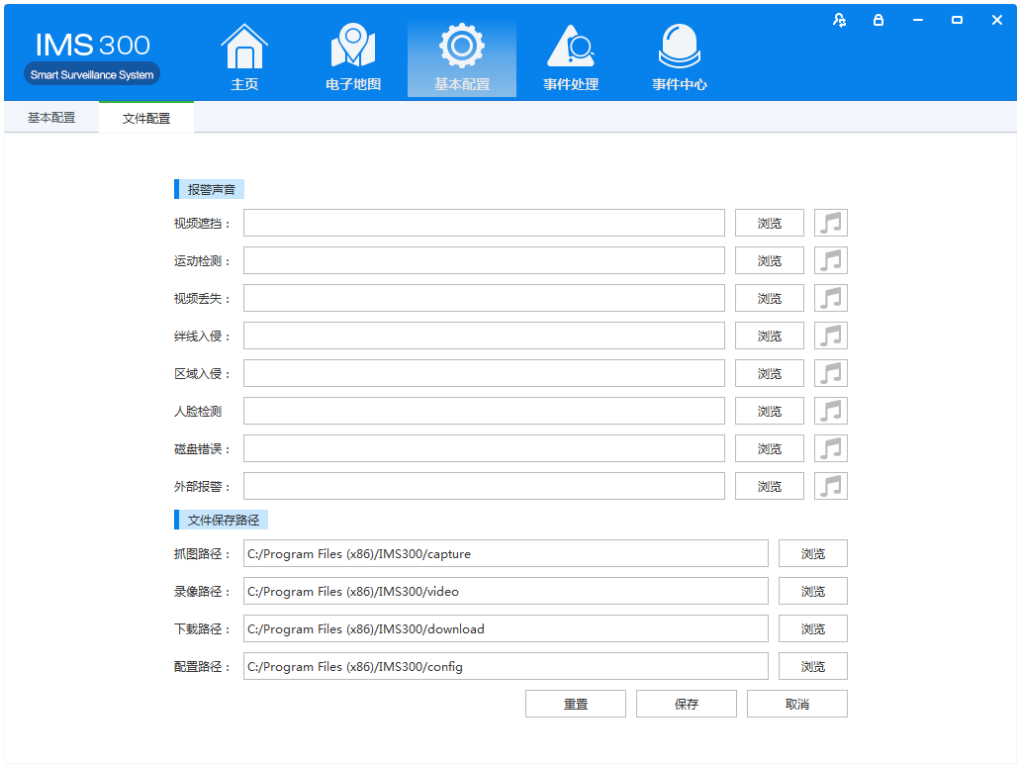 IMS 300
Smart Surveillance System
主页
电子地图
基本配置
事件处理
事件中心
基本配置
文件配置
报警声音
视频遮挡：
浏览
运动检测：
浏览
视频丢失：
浏览
绊线入侵：
浏览
区域入侵：
浏览
人脸检测
浏览
磁盘错误：
浏览
外部报警：
浏览
文件保存路径
抓图路径： C:/Program Files (x86)/IMS300/capture
浏览
录像路径： C:/Program Files (x86)/IMS300/video
浏览
下载路径： C:/Program Files (x86)/IMS300/download
浏览
配置路径： C:/Program Files (x86)/IMS300/config
浏览
重置
保存
取消